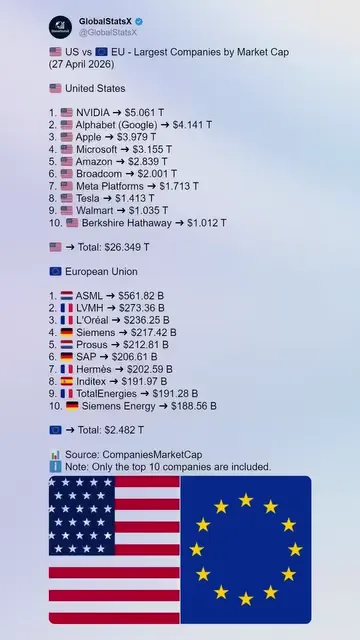 GlobalStatsX
@GlobalStatsX
🇺🇸 US vs 🇪🇺 EU - Largest Companies by Market Cap
(27 April 2026)
🇺🇸 United States
1. 🇺🇸 NVIDIA ➔ $5.061 T
2. 🇺🇸 Alphabet (Google) ➔ $4.141 T
3. 🇺🇸 Apple ➔ $3.979 T
4. 🇺🇸 Microsoft ➔ $3.155 T
5. 🇺🇸 Amazon ➔ $2.839 T
6. 🇺🇸 Broadcom ➔ $2.001 T
7. 🇺🇸 Meta Platforms ➔ $1.713 T
8. 🇺🇸 Tesla ➔ $1.413 T
9. 🇺🇸 Walmart ➔ $1.035 T
10. 🇺🇸 Berkshire Hathaway ➔ $1.012 T
🇺🇸 ➔ Total: $26.349 T
🇪🇺 European Union
1. 🇳🇱 ASML ➔ $561.82 B
2. 🇫🇷 LVMH ➔ $273.36 B
3. 🇫🇷 L'Oréal ➔ $236.25 B
4. 🇩🇪 Siemens ➔ $217.42 B
5. 🇳🇱 Prosus ➔ $212.81 B
6. 🇩🇪 SAP ➔ $206.61 B
7. 🇫🇷 Hermès ➔ $202.59 B
8. 🇪🇸 Inditex ➔ $191.97 B
9. 🇫🇷 TotalEnergies ➔ $191.28 B
10. 🇩🇪 Siemens Energy ➔ $188.56 B
🇪🇺 ➔ Total: $2.482 T
📊 Source: CompaniesMarketCap
ℹ️ Note: Only the top 10 companies are included.